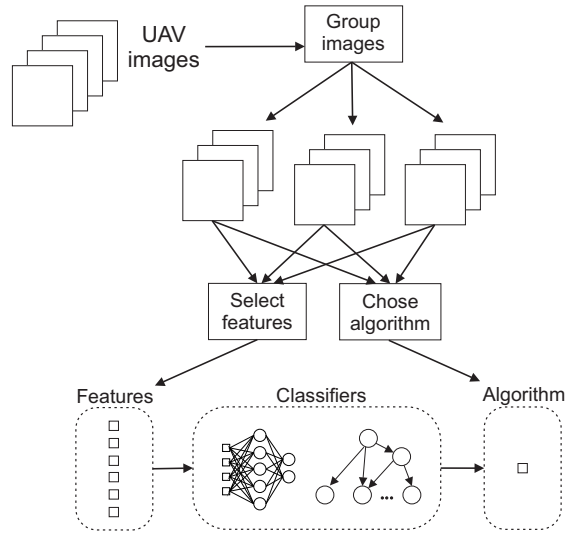 UAV
images
Group
images
Select
features
Chose
algorithm
Features
Classifiers
Algorithm
...